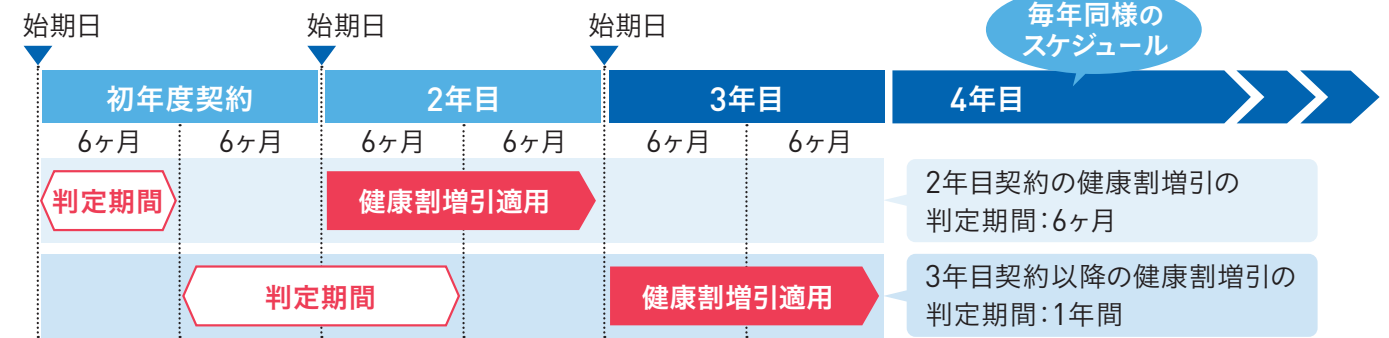 始期日
始期日
始期日
毎年同様の
スケジュール
初年度契約
2年目
3年目
4年目
6ヶ月
6ヶ月
6ヶ月
6ヶ月
6ヶ月
6ヶ月
判定期間
健康割増引適用
2年目契約の健康割増引の
判定期間：6ヶ月
判定期間
健康割増引適用
3年目契約以降の健康割増引の
判定期間：1年間